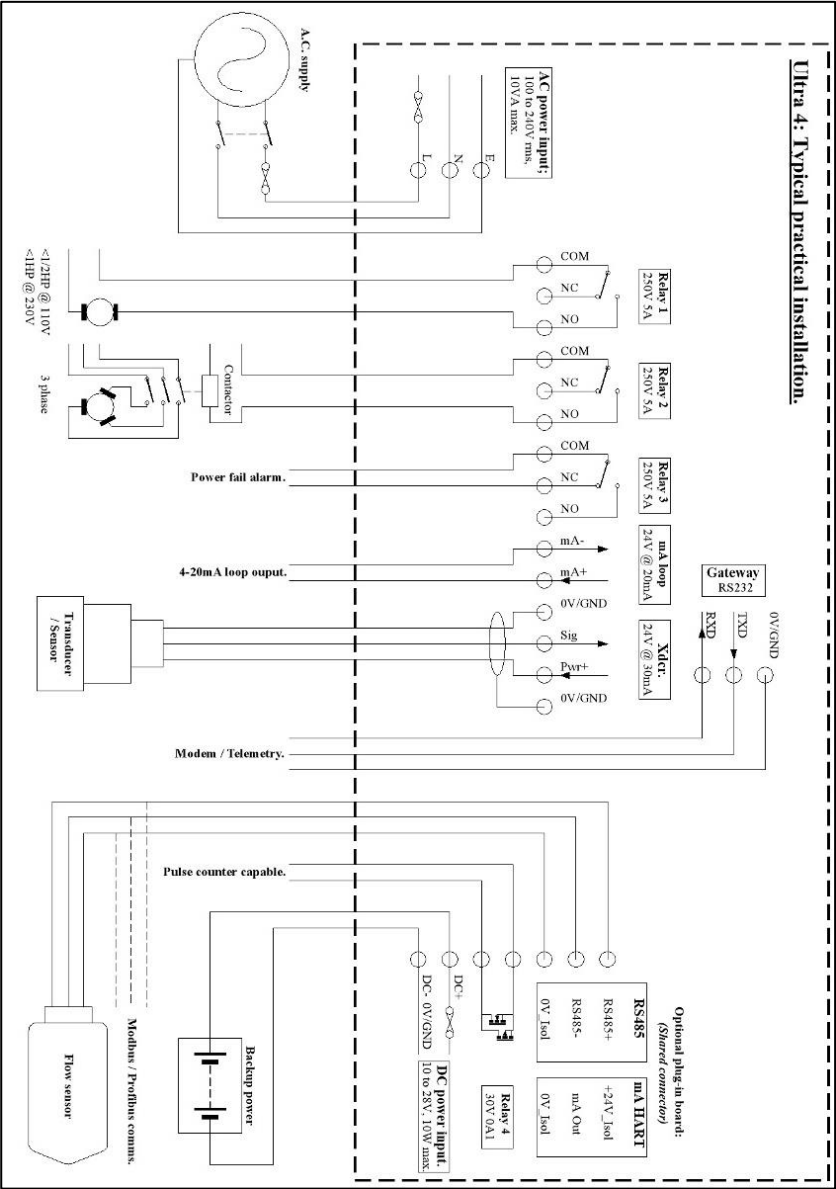 Ultra 4: Typical practical installation.
A.C. supply
AC power input;
100 to 240V rms,
10VA max.
L
N
E
Relay 1
250V 5A
COM
NC
NO
<1/2HP @ 110V
<1HP @ 230V
Relay 2
250V 5A
COM
NC
NO
Contactor
3 phase
Relay 3
250V 5A
COM
NC
NO
Power fail alarm.
mA loop
24V @ 20mA
mA-
mA+
4-20mA loop ouput.
Xdcr.
24V @ 30mA
0V/GND
Sig
Pwr+
0V/GND
Transducer
/ Sensor
Gateway
RS232
RXD
TXD
0V/GND
Modem / Telemetry.
Pulse counter capable.
Optional plug-in board:
(Shared connector)
RS485
RS485+
RS485-
0V_Isol
mA HART
+24V_Isol
mA Out
0V_Isol
Relay 4
30V 0A1
DC+
DC- 0V/GND
DC power input.
10 to 28V, 10W max.
Backup power
Modbus / Profibus comms.
Flow sensor